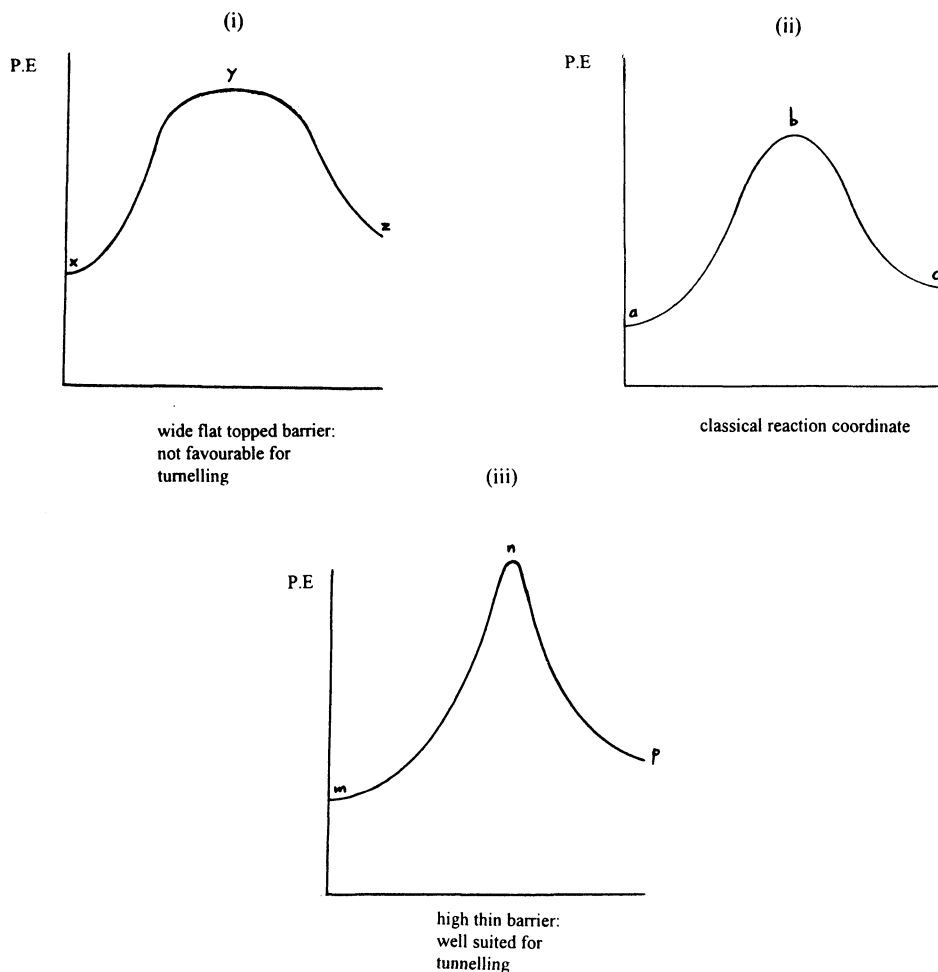 (i)
P.E
y
x
z
wide flat topped barrier:
not favourable for
turnelling
(ii)
P.E
b
a
c
classical reaction coordinate
(iii)
P.E
n
m
p
high thin barrier:
well suited for
tunnelling